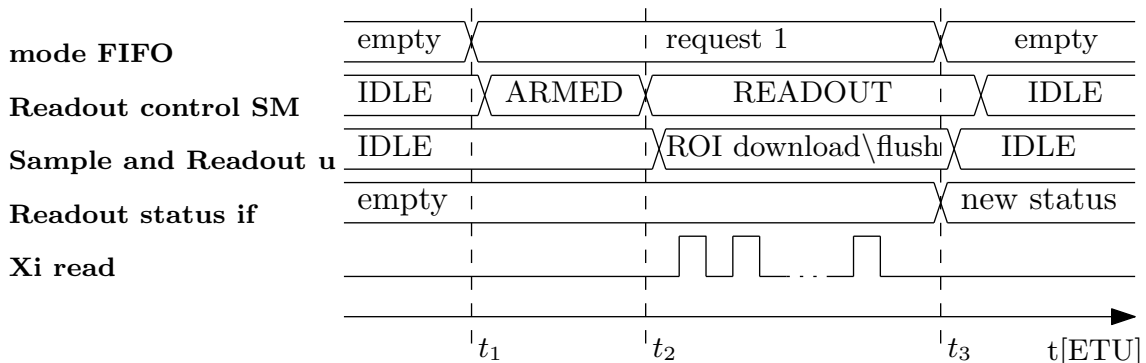 mode FIFO empty request 1 empty
Readout control SM IDLE ARMED READOUT IDLE
Sample and Readout u IDLE ROI download\flush IDLE
Readout status if empty new status
Xi read
t1 t2 t3 t[ETU]